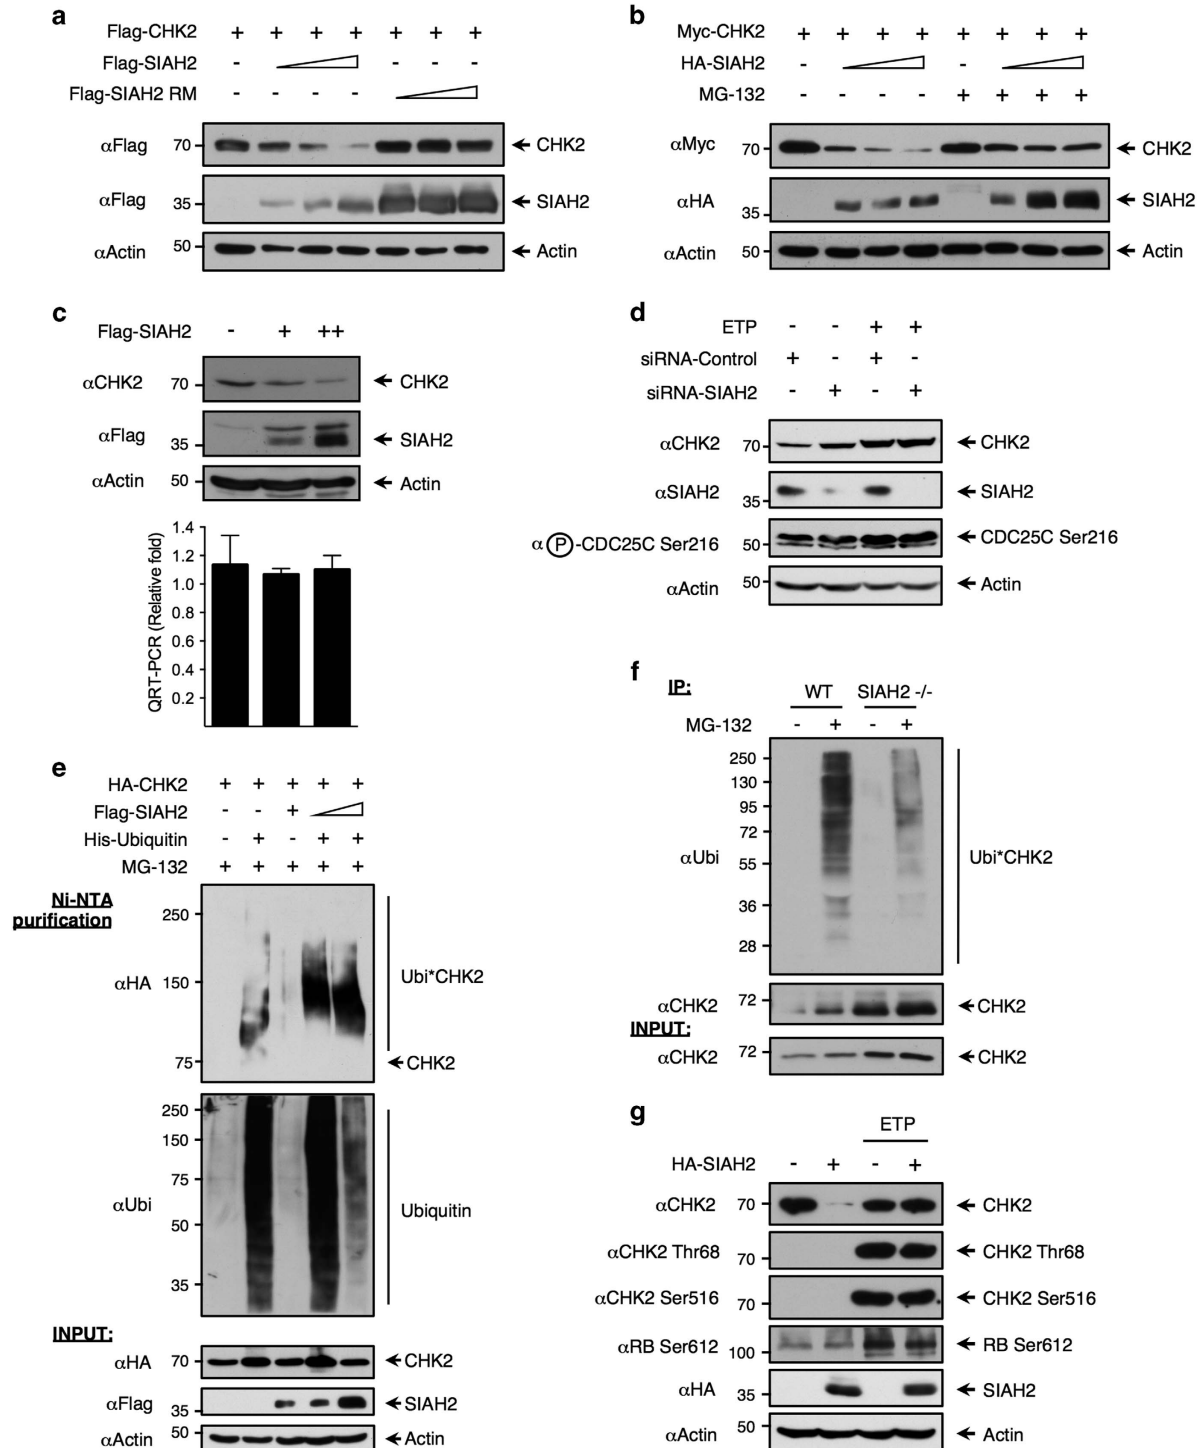 a
Flag-CHK2 + + + + + + +
Flag-SIAH2 - - - -
Flag-SIAH2 RM - - - -
αFlag 70 CHK2
αFlag 35 SIAH2
αActin 50 Actin
b
Myc-CHK2 + + + + + + + +
HA-SIAH2 - -
MG-132 - - - - + + + +
αMyc 70 CHK2
αHA 35 SIAH2
αActin 50 Actin
c
Flag-SIAH2 - + ++
αCHK2 70 CHK2
αFlag 35 SIAH2
αActin 50 Actin
QRT-PCR (Relative fold)
1.4
1.2
1.0
0.8
0.6
0.4
0.2
d
ETP - - + +
siRNA-Control + - + -
siRNA-SIAH2 - + - +
αCHK2 70 CHK2
αSIAH2 35 SIAH2
α P -CDC25C Ser216 50 CDC25C Ser216
αActin 50 Actin
e
HA-CHK2 + + + + +
Flag-SIAH2 - - +
His-Ubiquitin - + - + +
MG-132 + + + + +
Ni-NTA
purification
250
αHA 150 Ubi*CHK2
75 CHK2
250
150
75
αUbi Ubiquitin
50
35
INPUT:
αHA 70 CHK2
αFlag 35 SIAH2
αActin 50 Actin
f
IP:
WT SIAH2 -/-
MG-132 - + - +
250
130
95
72
αUbi 55 Ubi*CHK2
36
28
αCHK2 72 CHK2
INPUT:
αCHK2 72 CHK2
g
ETP
HA-SIAH2 - + - +
αCHK2 70 CHK2
αCHK2 Thr68 70 CHK2 Thr68
αCHK2 Ser516 70 CHK2 Ser516
αRB Ser612 100 RB Ser612
αHA 35 SIAH2
αActin 50 Actin